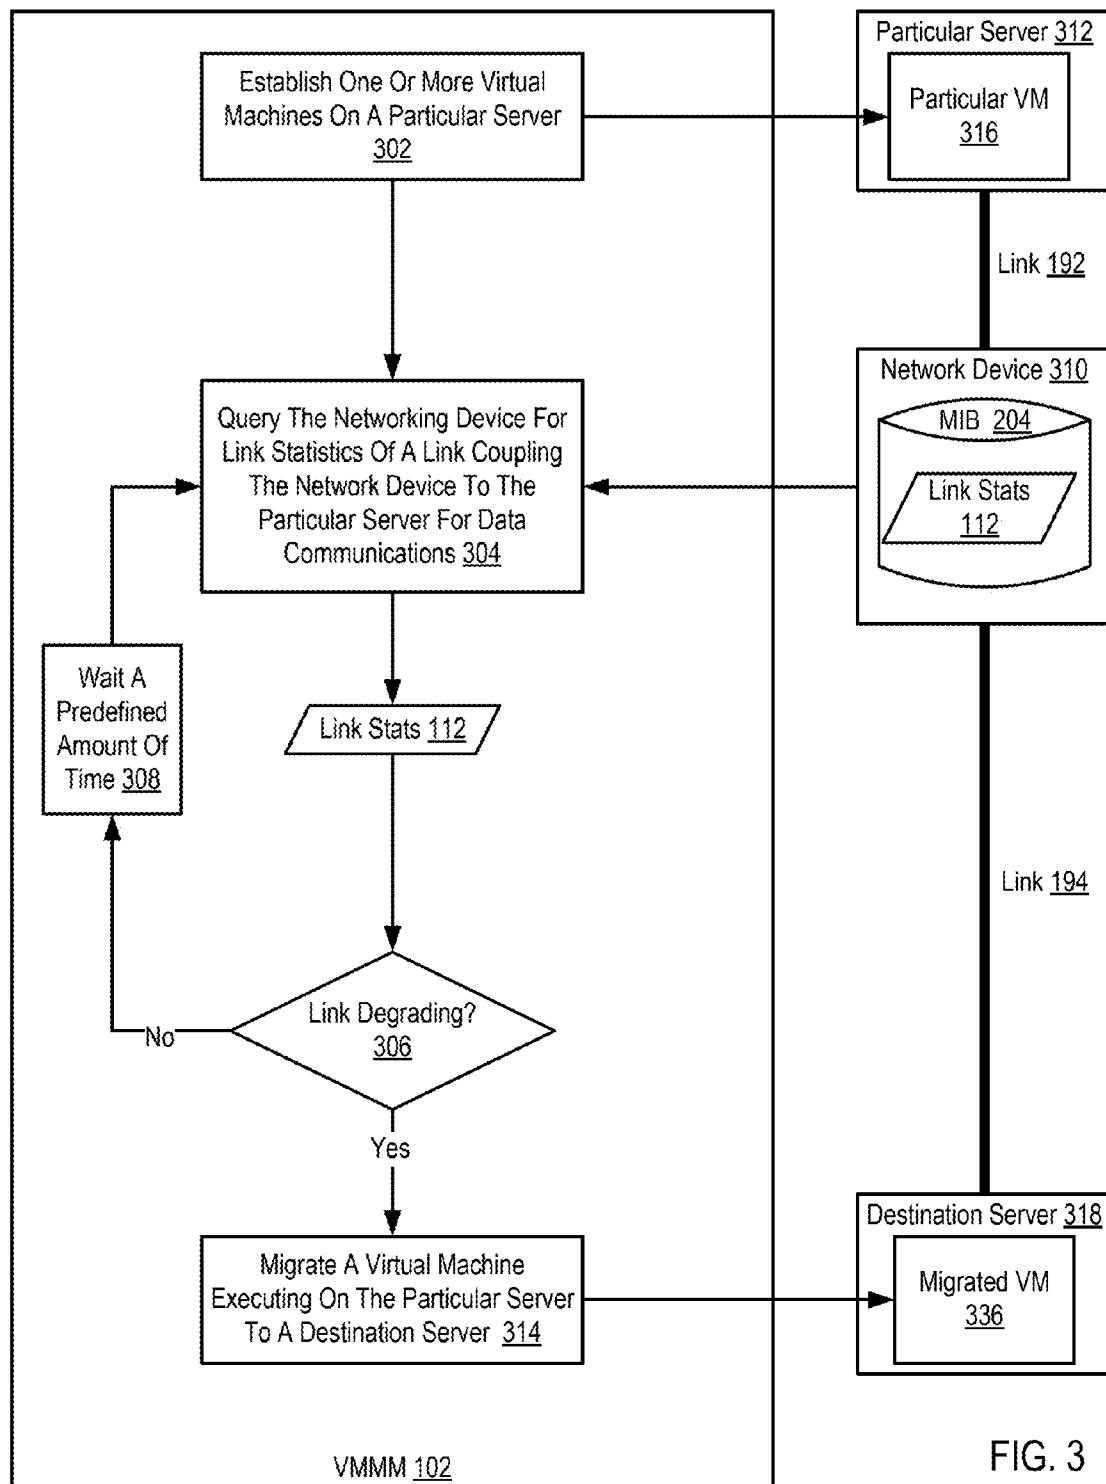 Establish One Or More Virtual
Machines On A Particular Server
302
Particular Server 312
Particular VM
316
Link 192
Query The Networking Device For
Link Statistics Of A Link Coupling
The Network Device To The
Particular Server For Data
Communications 304
Network Device 310
MIB 204
Link Stats
112
Wait A
Predefined
Amount Of
Time 308
Link Stats 112
Link 194
Link Degrading?
306
No
Yes
Migrate A Virtual Machine
Executing On The Particular Server
To A Destination Server 314
Destination Server 318
Migrated VM
336
VMMM 102
FIG. 3